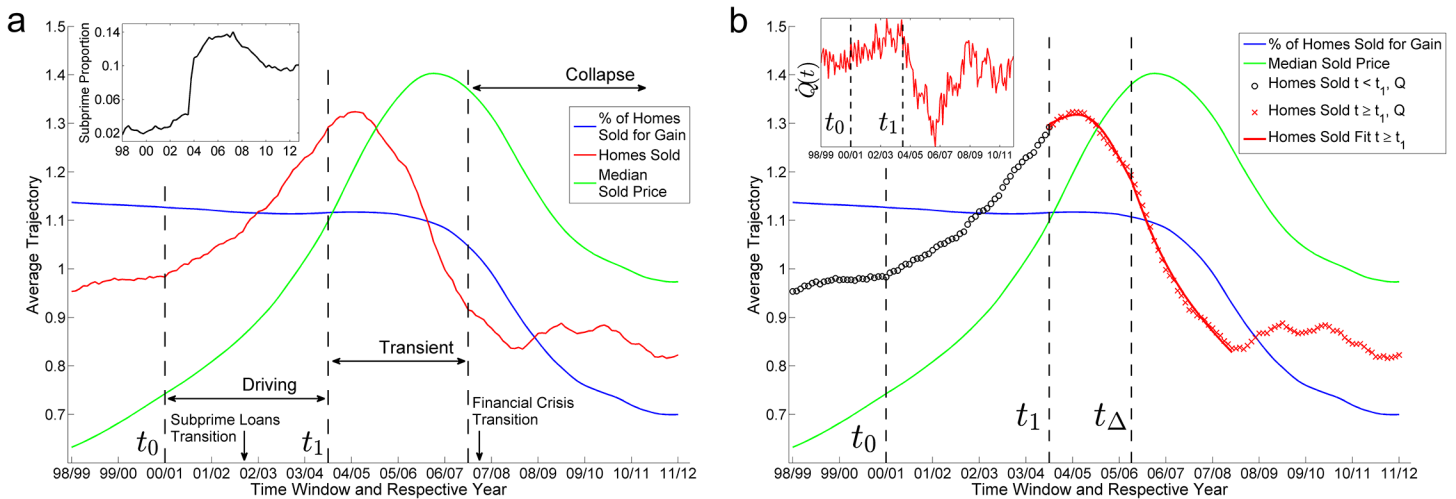 a
Subprime Proportion
0.14
0.1
0.06
0.02
98 00 02 04 06 08 10 12
Average Trajectory
1.5
1.4
1.3
1.2
1.1
1
0.9
0.8
0.7
Collapse
% of Homes
Sold for Gain
Homes Sold
Median
Sold Price
Transient
Driving
Subprime Loans
Transition
Financial Crisis
Transition
t0
t1
98/99 99/00 00/01 01/02 02/03 03/04 04/05 05/06 06/07 07/08 08/09 09/10 10/11 11/12
Time Window and Respective Year
b
Q̇(t)
t0
t1
98/99 00/01 02/03 04/05 06/07 08/09 10/11
% of Homes Sold for Gain
Median Sold Price
Homes Sold t < t1, Q
Homes Sold t ≥ t1, Q
Homes Sold Fit t ≥ t1
Average Trajectory
1.5
1.4
1.3
1.2
1.1
1
0.9
0.8
0.7
t0
t1
tΔ
98/99 99/00 00/01 01/02 02/03 03/04 04/05 05/06 06/07 07/08 08/09 09/10 10/11 11/12
Time Window and Respective Year